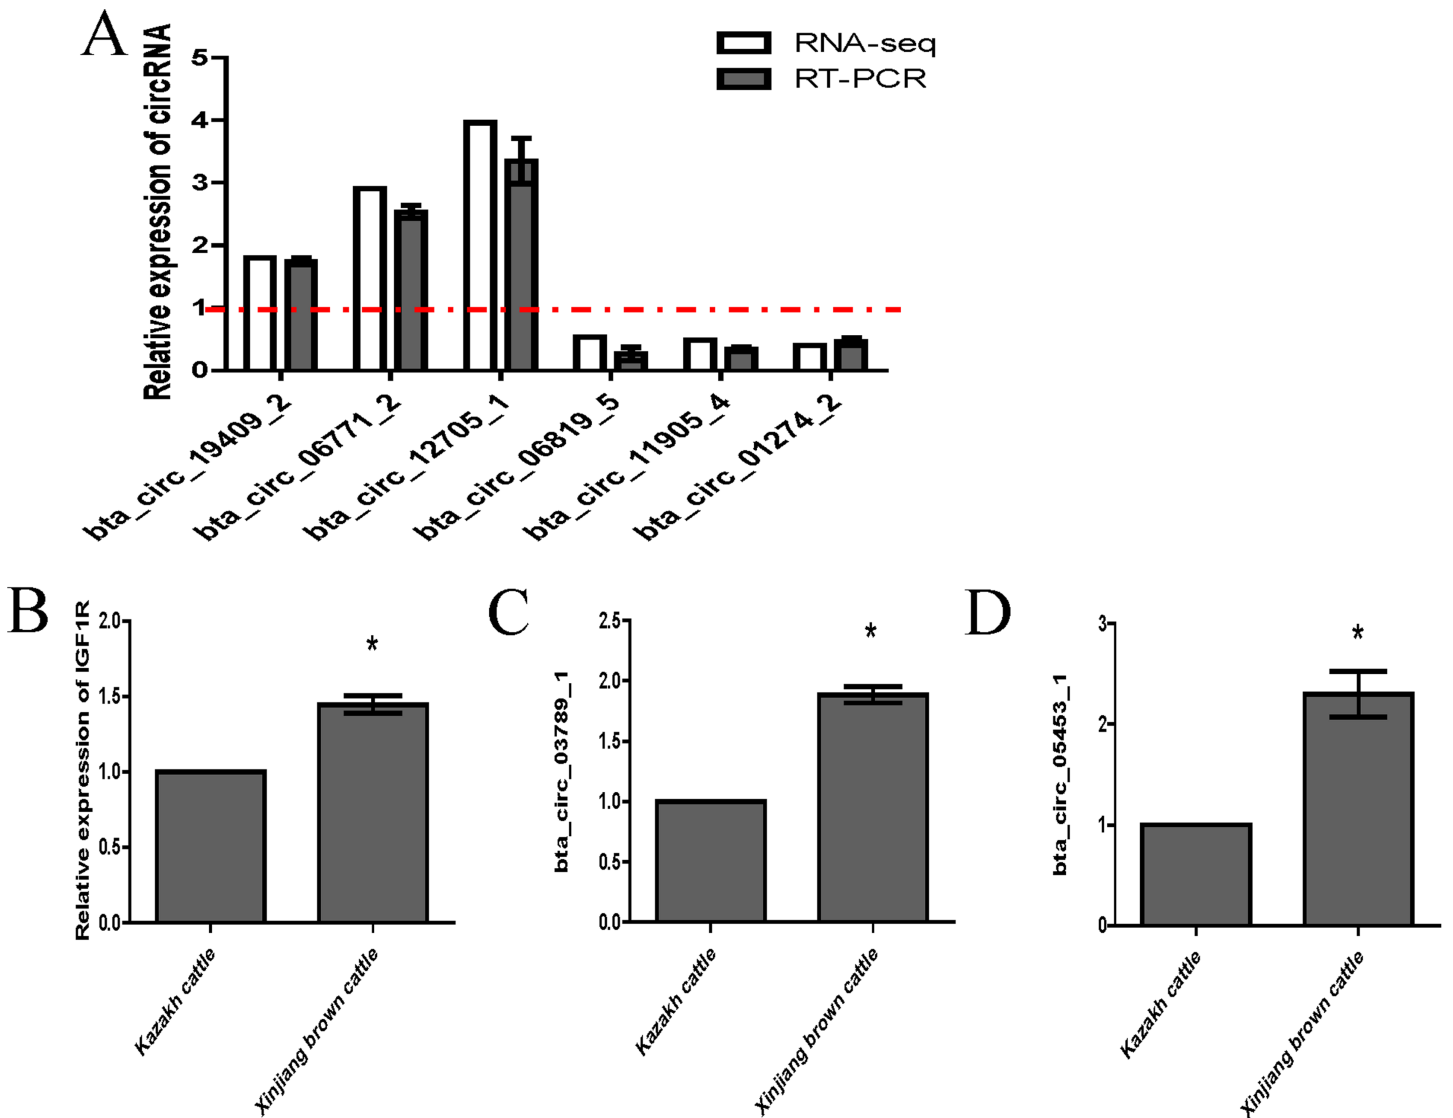 A
RNA-seq
RT-PCR
Relative expression of circRNA
5
4
3
2
1
0
bta_circ_19409_2
bta_circ_06771_2
bta_circ_12705_1
bta_circ_06819_5
bta_circ_11905_4
bta_circ_01274_2
B
Relative expression of IGF1R
2.0
1.5
1.0
0.5
0.0
*
Kazakh cattle
Xinjiang brown cattle
C
bta_circ_03789_1
2.5
2.0
1.5
1.0
0.5
0.0
*
Kazakh cattle
Xinjiang brown cattle
D
bta_circ_05453_1
3
2
1
0
*
Kazakh cattle
Xinjiang brown cattle